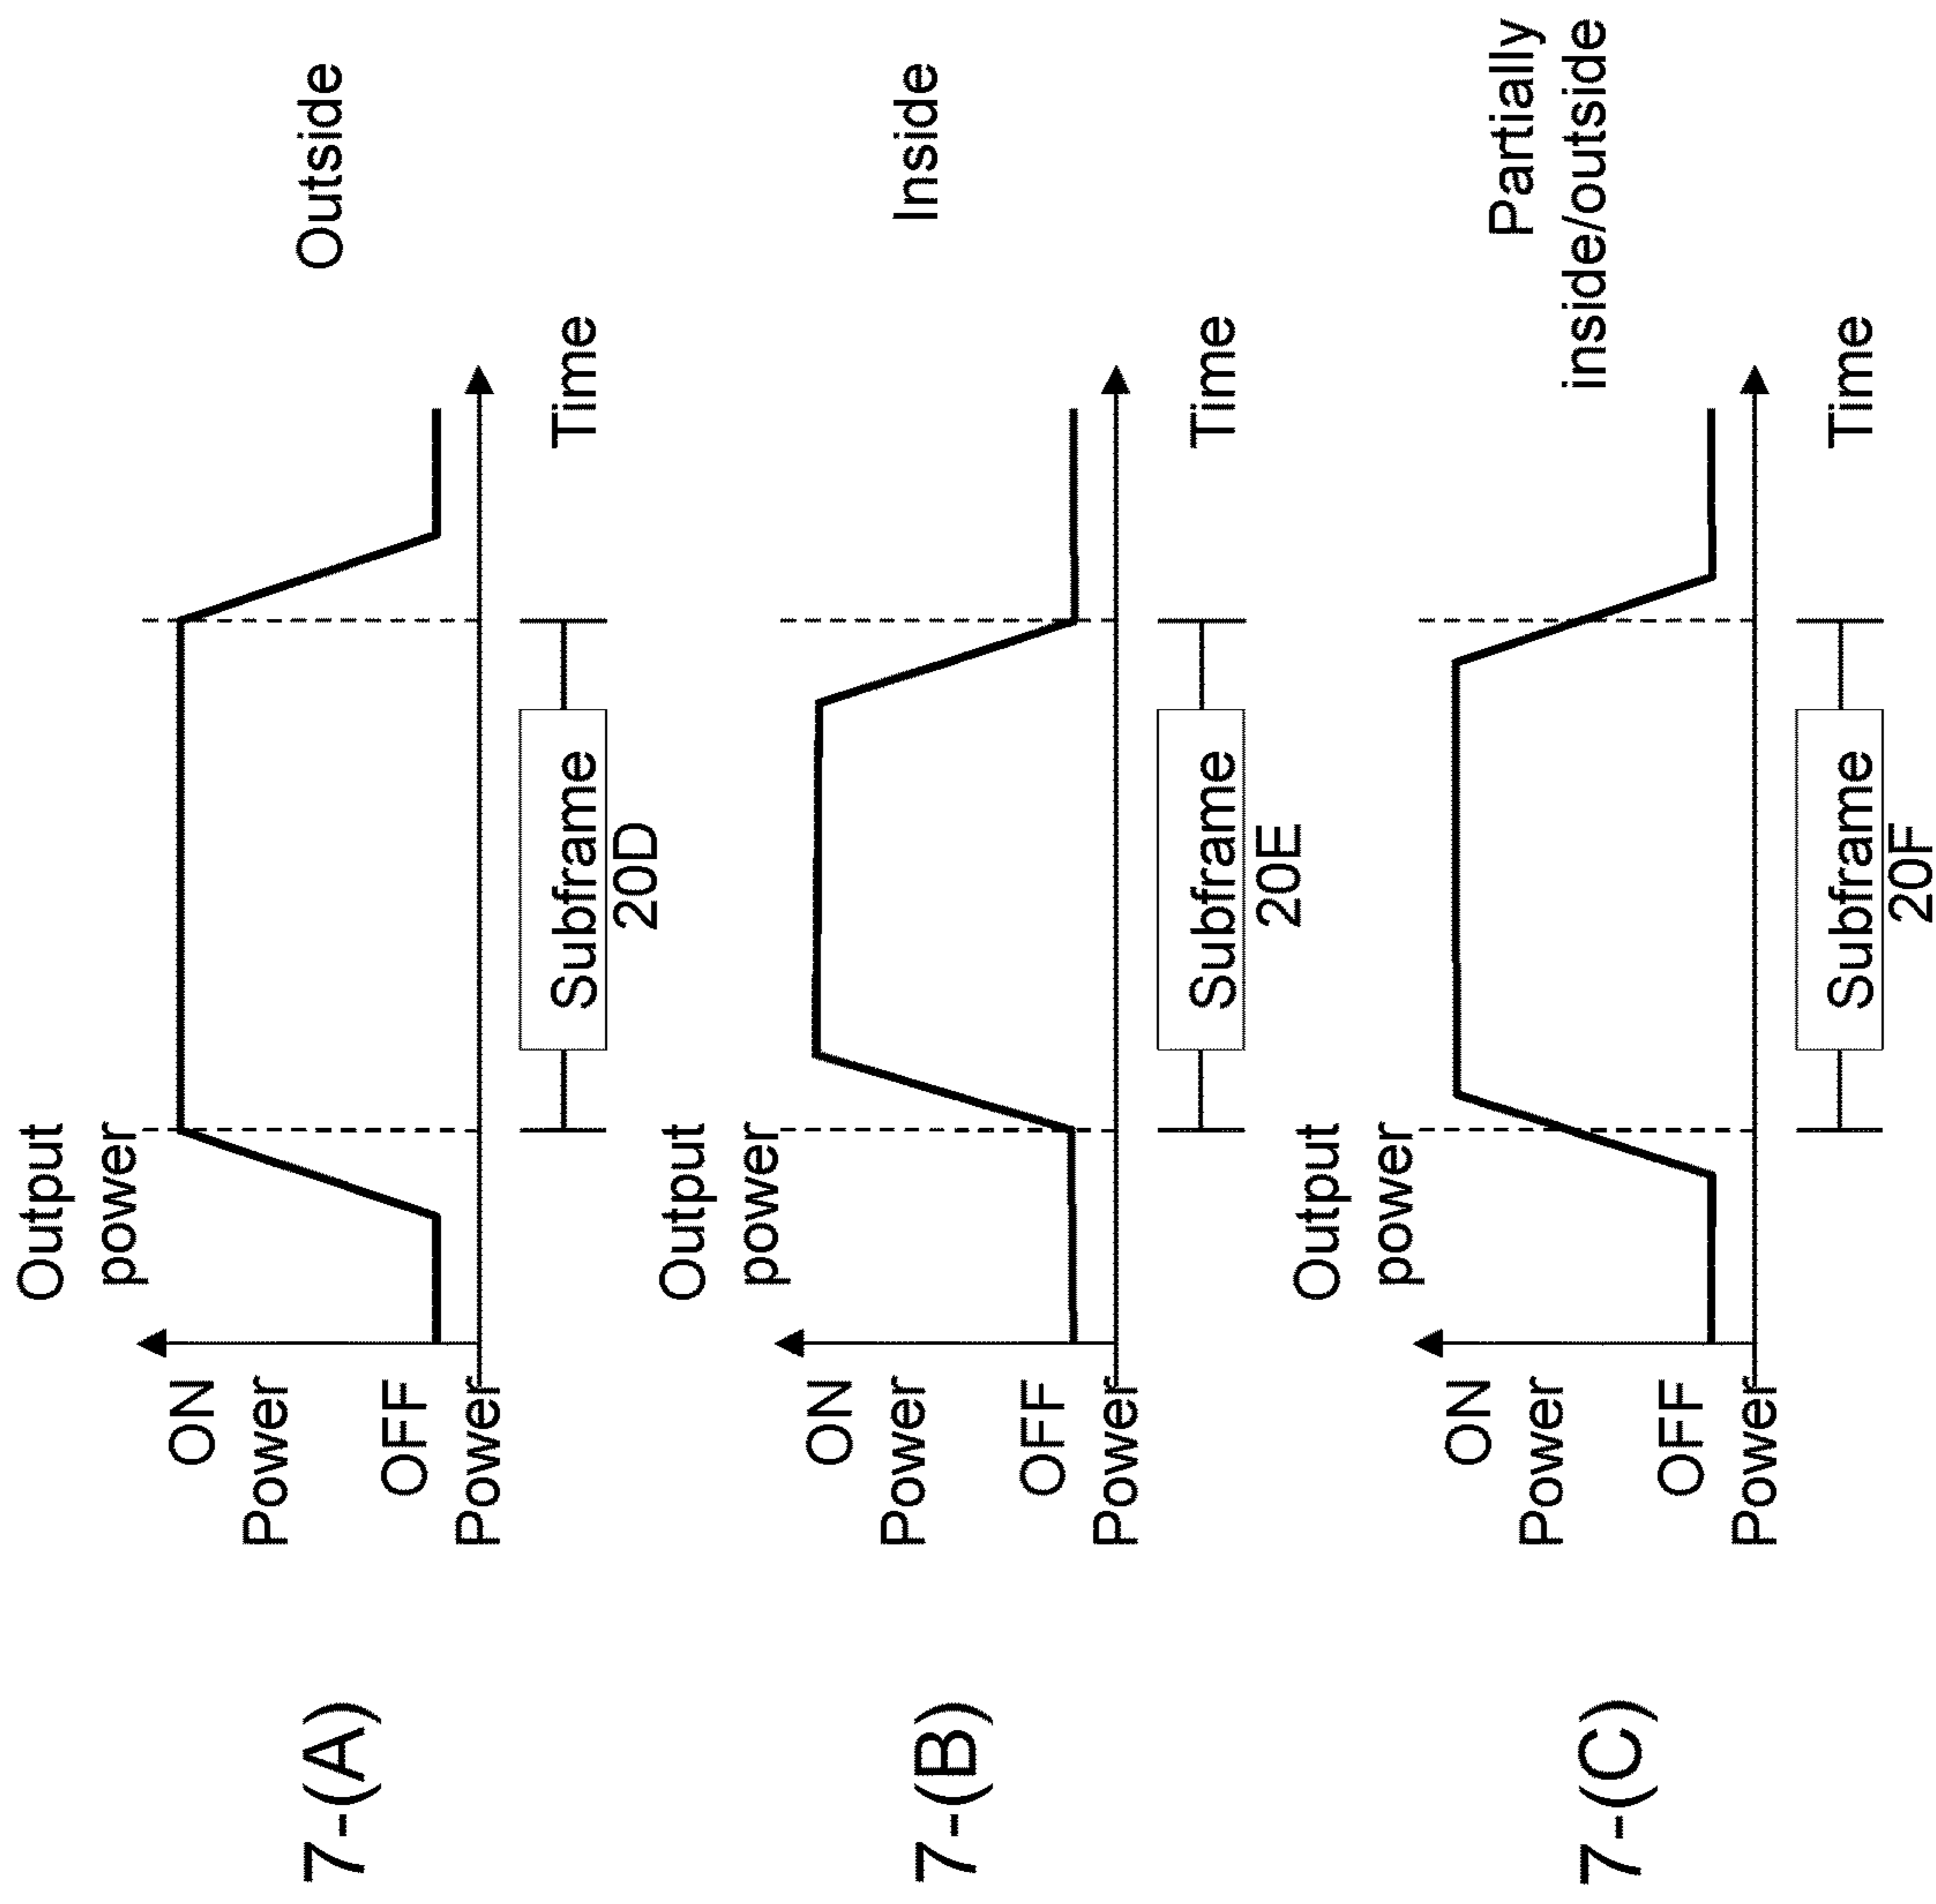 7-(A)
Output
power
ON
Power
OFF
Power
Subframe
20D
Time
Outside
7-(B)
Output
power
ON
Power
OFF
Power
Subframe
20E
Time
Inside
7-(C)
Output
power
ON
Power
OFF
Power
Subframe
20F
Time
Partially
inside/outside